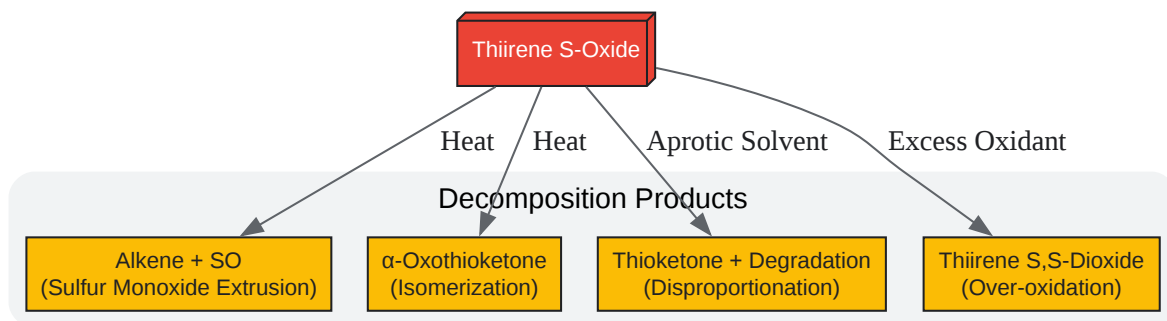 Thiirene S-Oxide
Heat
Heat
Aprotic Solvent
Excess Oxidant
Decomposition Products
Alkene + SO
(Sulfur Monoxide Extrusion)
α-Oxothioketone
(Isomerization)
Thioketone + Degradation
(Disproportionation)
Thiirene S,S-Dioxide
(Over-oxidation)